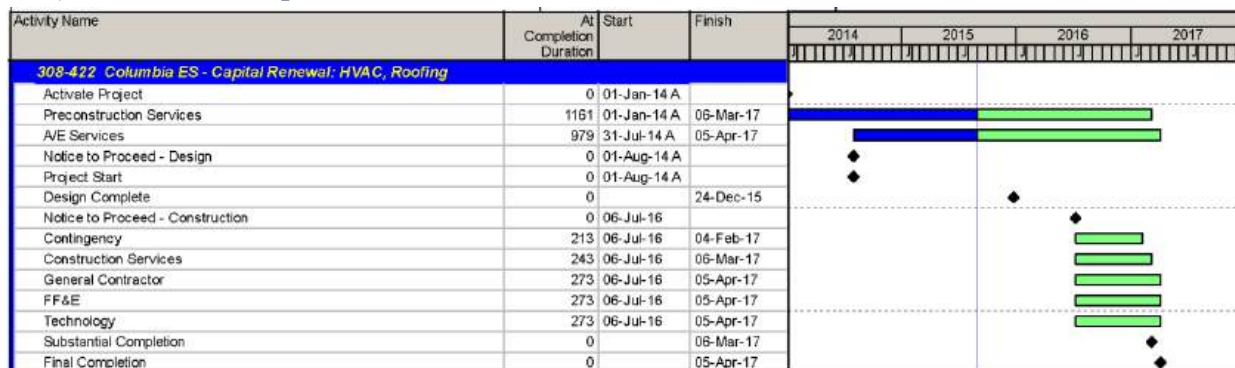 Activity Name At Completion Duration Start Finish
2014 2015 2016 2017
J J J J J J J
308-422 Columbia ES - Capital Renewal: HVAC, Roofing
Activate Project 0 01-Jan-14 A
Preconstruction Services 1161 01-Jan-14 A 06-Mar-17
A/E Services 979 31-Jul-14 A 05-Apr-17
Notice to Proceed - Design 0 01-Aug-14 A
Project Start 0 01-Aug-14 A
Design Complete 0 24-Dec-15
Notice to Proceed - Construction 0 06-Jul-16
Contingency 213 06-Jul-16 04-Feb-17
Construction Services 243 06-Jul-16 06-Mar-17
General Contractor 273 06-Jul-16 05-Apr-17
FF&E 273 06-Jul-16 05-Apr-17
Technology 273 06-Jul-16 05-Apr-17
Substantial Completion 0 06-Mar-17
Final Completion 0 05-Apr-17